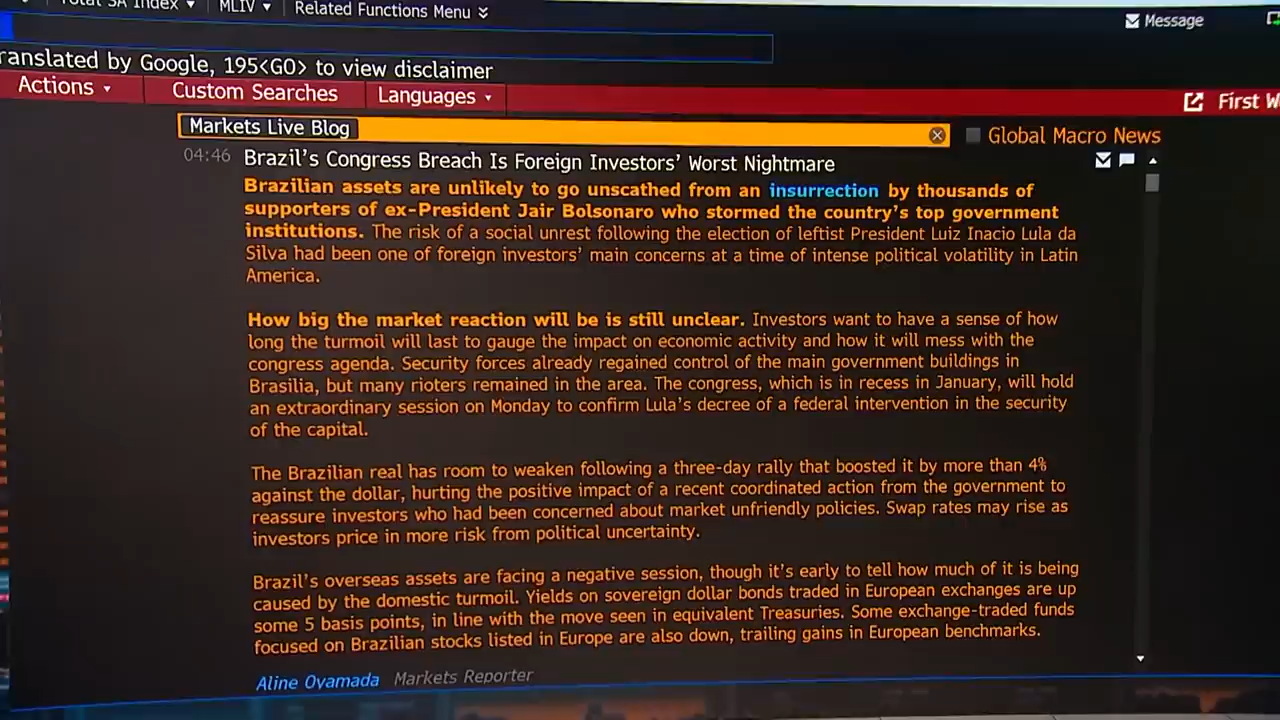 Total SA Index ▾ MLIV ▾ Related Functions Menu
Message
ranslated by Google, 195<GO> to view disclaimer
Actions ▾ Custom Searches Languages ▾
First W
Markets Live Blog
Global Macro News
04:46 Brazil's Congress Breach Is Foreign Investors' Worst Nightmare
Brazilian assets are unlikely to go unscathed from an insurrection by thousands of
supporters of ex-President Jair Bolsonaro who stormed the country's top government
institutions. The risk of a social unrest following the election of leftist President Luiz Inacio Lula da
Silva had been one of foreign investors' main concerns at a time of intense political volatility in Latin
America.
How big the market reaction will be is still unclear. Investors want to have a sense of how
long the turmoil will last to gauge the impact on economic activity and how it will mess with the
congress agenda. Security forces already regained control of the main government buildings in
Brasilia, but many rioters remained in the area. The congress, which is in recess in January, will hold
an extraordinary session on Monday to confirm Lula's decree of a federal intervention in the security
of the capital.
The Brazilian real has room to weaken following a three-day rally that boosted it by more than 4%
against the dollar, hurting the positive impact of a recent coordinated action from the government to
reassure investors who had been concerned about market unfriendly policies. Swap rates may rise as
investors price in more risk from political uncertainty.
Brazil's overseas assets are facing a negative session, though it's early to tell how much of it is being
caused by the domestic turmoil. Yields on sovereign dollar bonds traded in European exchanges are up
some 5 basis points, in line with the move seen in equivalent Treasuries. Some exchange-traded funds
focused on Brazilian stocks listed in Europe are also down, trailing gains in European benchmarks.
Aline Oyamada Markets Reporter